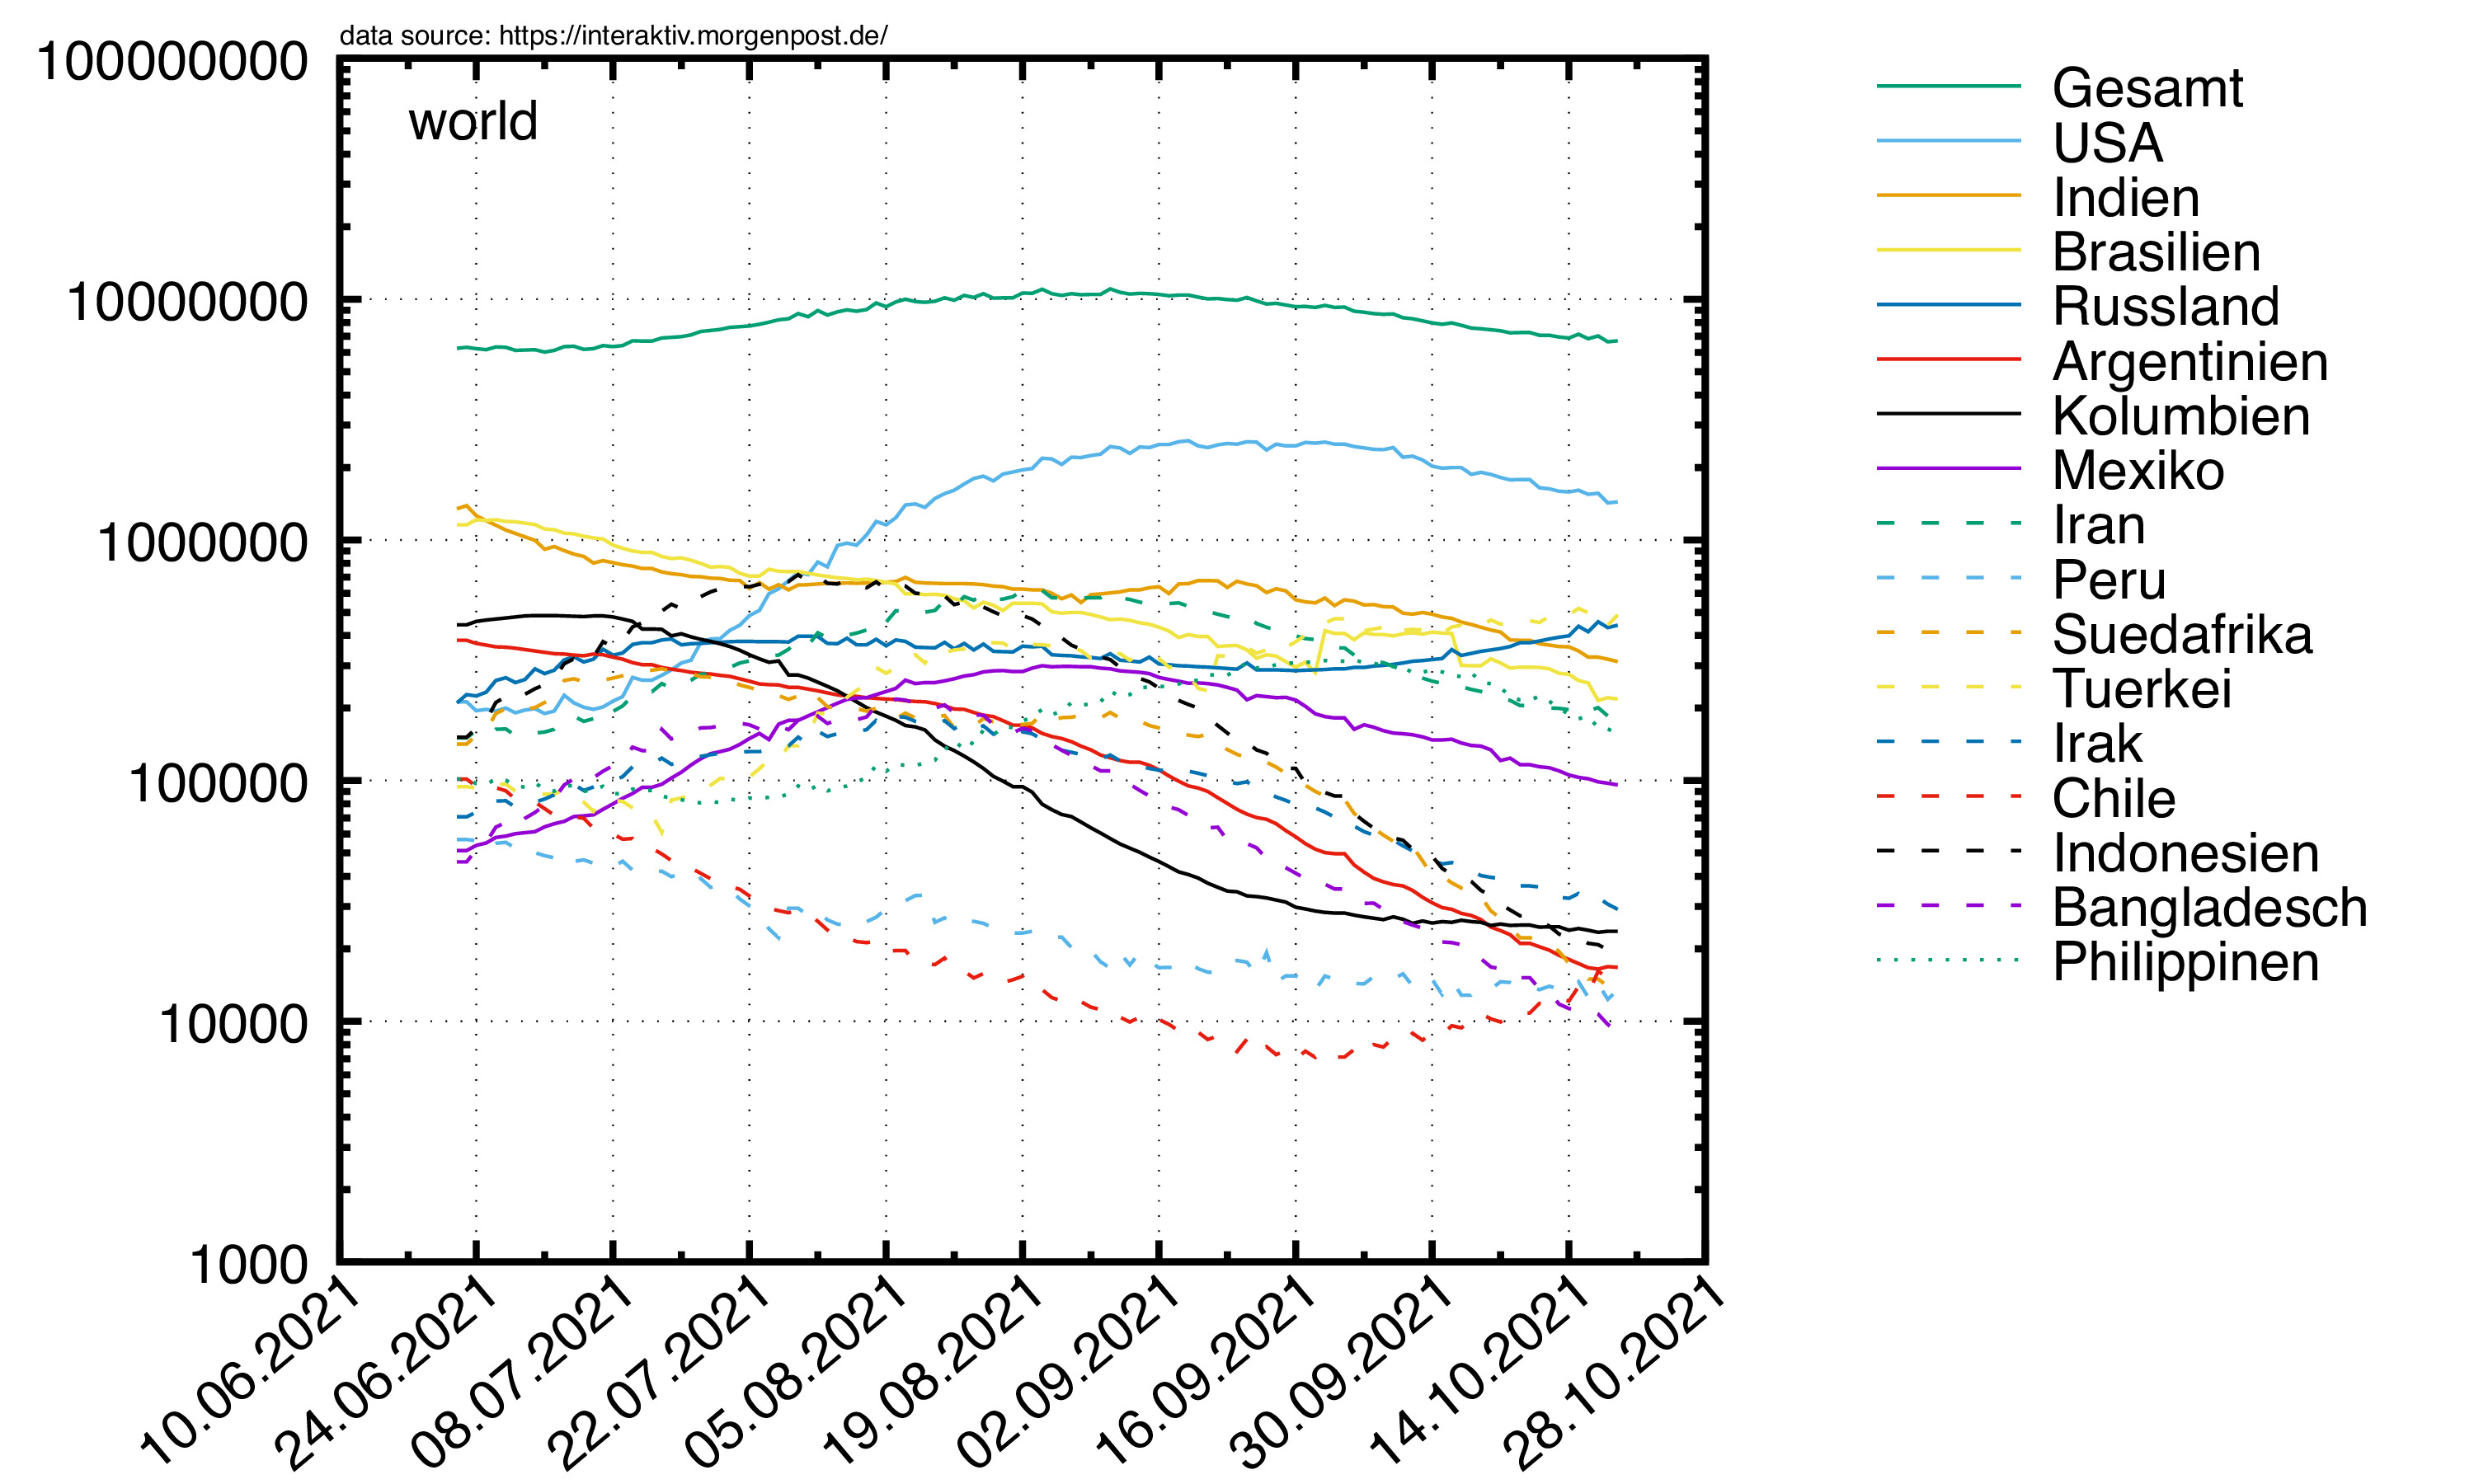 data source: https://interaktiv.morgenpost.de/
world
100000000
10000000
1000000
100000
10000
1000
10.06.2021
24.06.2021
08.07.2021
22.07.2021
05.08.2021
19.08.2021
02.09.2021
16.09.2021
30.09.2021
14.10.2021
28.10.2021
Gesamt
USA
Indien
Brasilien
Russland
Argentinien
Kolumbien
Mexiko
Iran
Peru
Suedafrika
Tuerkei
Irak
Chile
Indonesien
Bangladesch
Philippinen